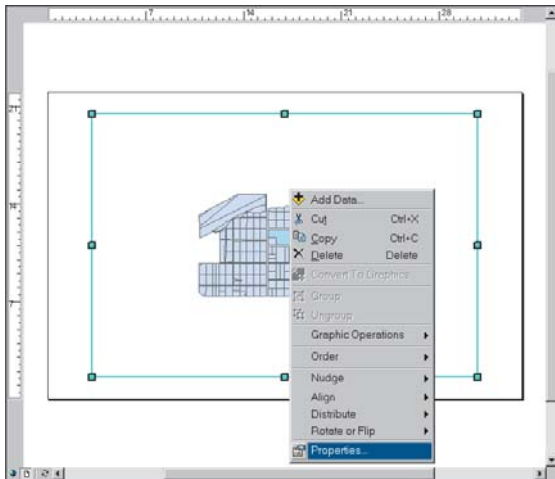 7 14 21 28
21
14
7
Add Data...
Cut Ctrl+X
Copy Ctrl+C
Delete Delete
Convert To Graphics
Group
Ungroup
Graphic Operations
Order
Nudge
Align
Distribute
Rotate or Flip
Properties...